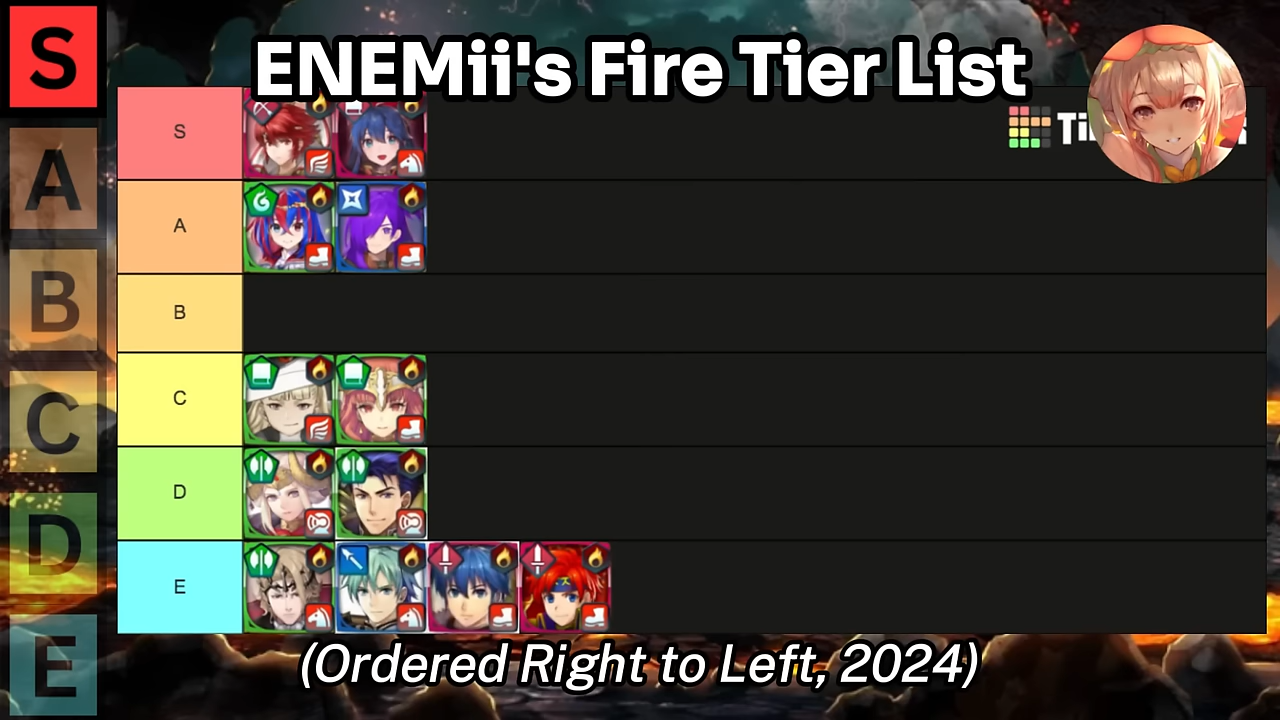 S
ENEMii's Fire Tier List
S
A
A
B
B
C
C
D
D
E
E
(Ordered Right to Left, 2024)